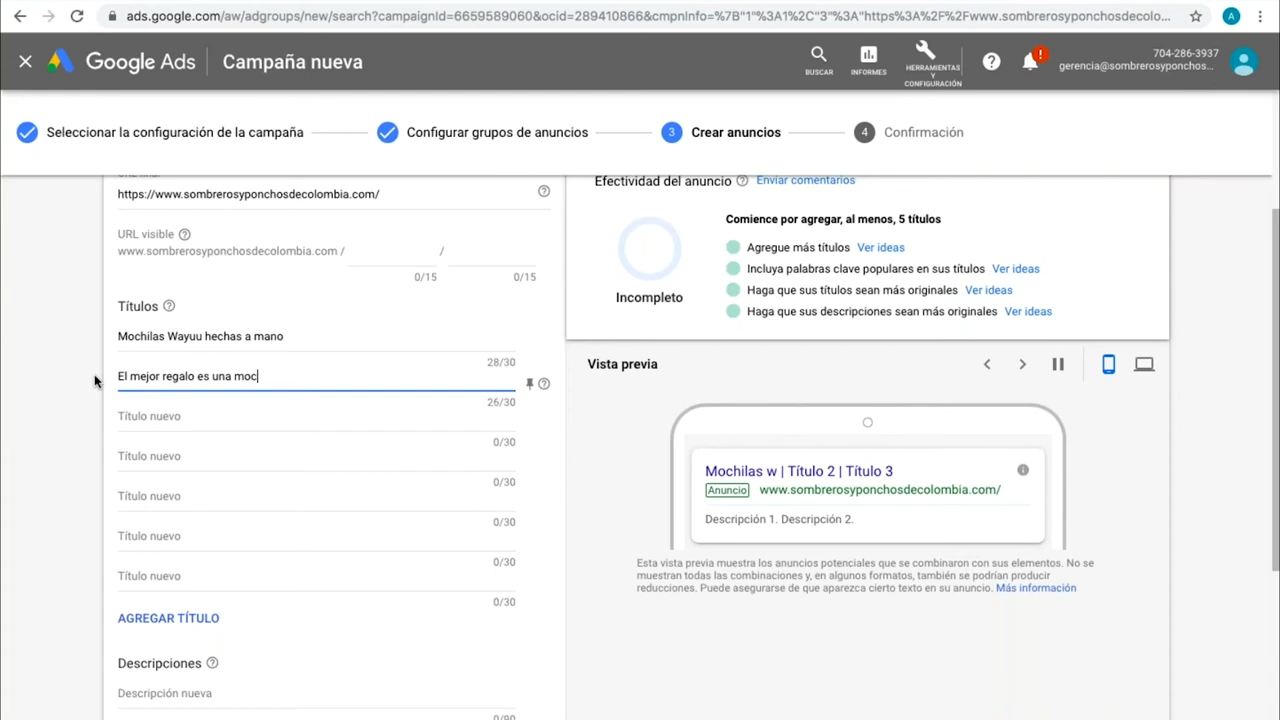 ads.google.com/aw/adgroups/new/search?campaignId=6659589060&ocid=289410866&cmpnInfo=%7B"1"%3A1%2C"3"%3A"https%3A%2F%2Fwww.sombrerosyponchosdecolo...
A
Google Ads
Campaña nueva
BUSCAR
INFORMES
HERRAMIENTAS
Y
CONFIGURACIÓN
704-286-3937
gerencia@sombrerosyponchos...
Seleccionar la configuración de la campaña
Configurar grupos de anuncios
3 Crear anuncios
4 Confirmación
https://www.sombrerosyponchosdecolombia.com/
URL visible
www.sombrerosyponchosdecolombia.com / /
0/15 0/15
Títulos
Mochilas Wayuu hechas a mano
28/30
El mejor regalo es una moc
26/30
Título nuevo
0/30
Título nuevo
0/30
Título nuevo
0/30
Título nuevo
0/30
Título nuevo
0/30
AGREGAR TÍTULO
Descripciones
Descripción nueva
0/90
Efectividad del anuncio Enviar comentarios
Incompleto
Comience por agregar, al menos, 5 títulos
Agregue más títulos Ver ideas
Incluya palabras clave populares en sus títulos Ver ideas
Haga que sus títulos sean más originales Ver ideas
Haga que sus descripciones sean más originales Ver ideas
Vista previa
Mochilas w | Título 2 | Título 3
Anuncio www.sombrerosyponchosdecolombia.com/
Descripción 1. Descripción 2.
Esta vista previa muestra los anuncios potenciales que se combinaron con sus elementos. No se
muestran todas las combinaciones y, en algunos formatos, también se podrían producir
reducciones. Puede asegurarse de que aparezca cierto texto en su anuncio. Más información